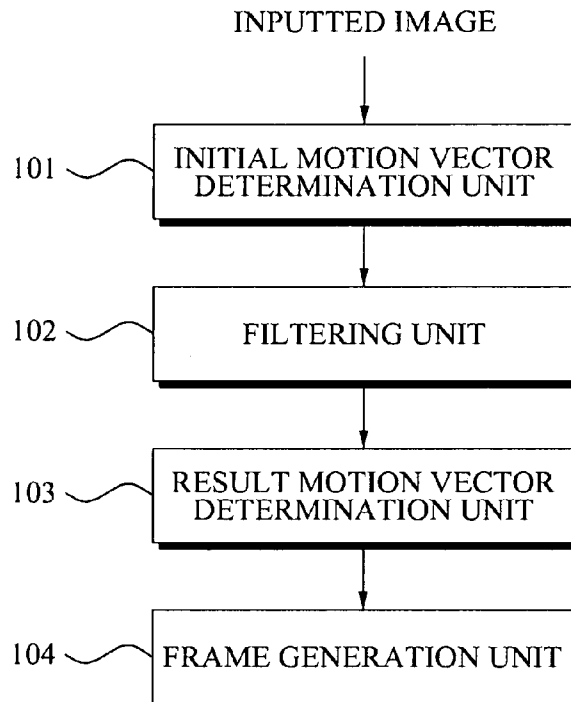 INPUTTED IMAGE
101
INITIAL MOTION VECTOR
DETERMINATION UNIT
102
FILTERING UNIT
103
RESULT MOTION VECTOR
DETERMINATION UNIT
104
FRAME GENERATION UNIT